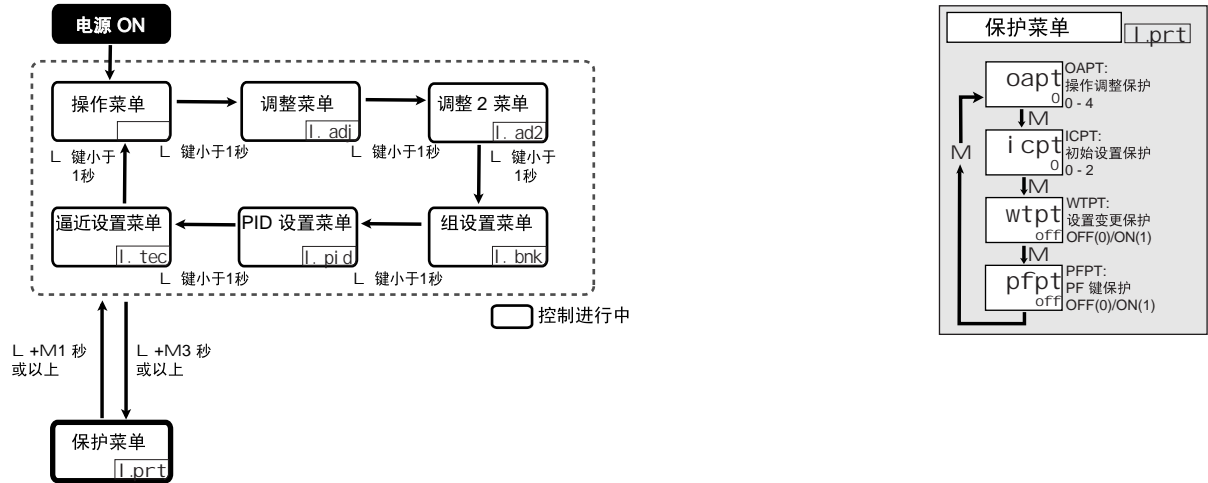 电源 ON
操作菜单
调整菜单
l. adj
调整 2 菜单
l. ad2
L 键小于
1秒
L 键小于1秒
L 键小于1秒
L 键小于
1秒
逼近设置菜单
l. tec
PID 设置菜单
l. pid
组设置菜单
l. bnk
L 键小于1秒
L 键小于1秒
控制进行中
L +M1 秒
或以上
L +M3 秒
或以上
保护菜单
l.prt
保护菜单
l.prt
oapt
0
OAPT:
操作调整保护
0 - 4
M
M
icpt
0
ICPT:
初始设置保护
0 - 2
M
wtpt
off
WTPT:
设置变更保护
OFF(0)/ON(1)
M
pfpt
off
PFPT:
PF 键保护
OFF(0)/ON(1)